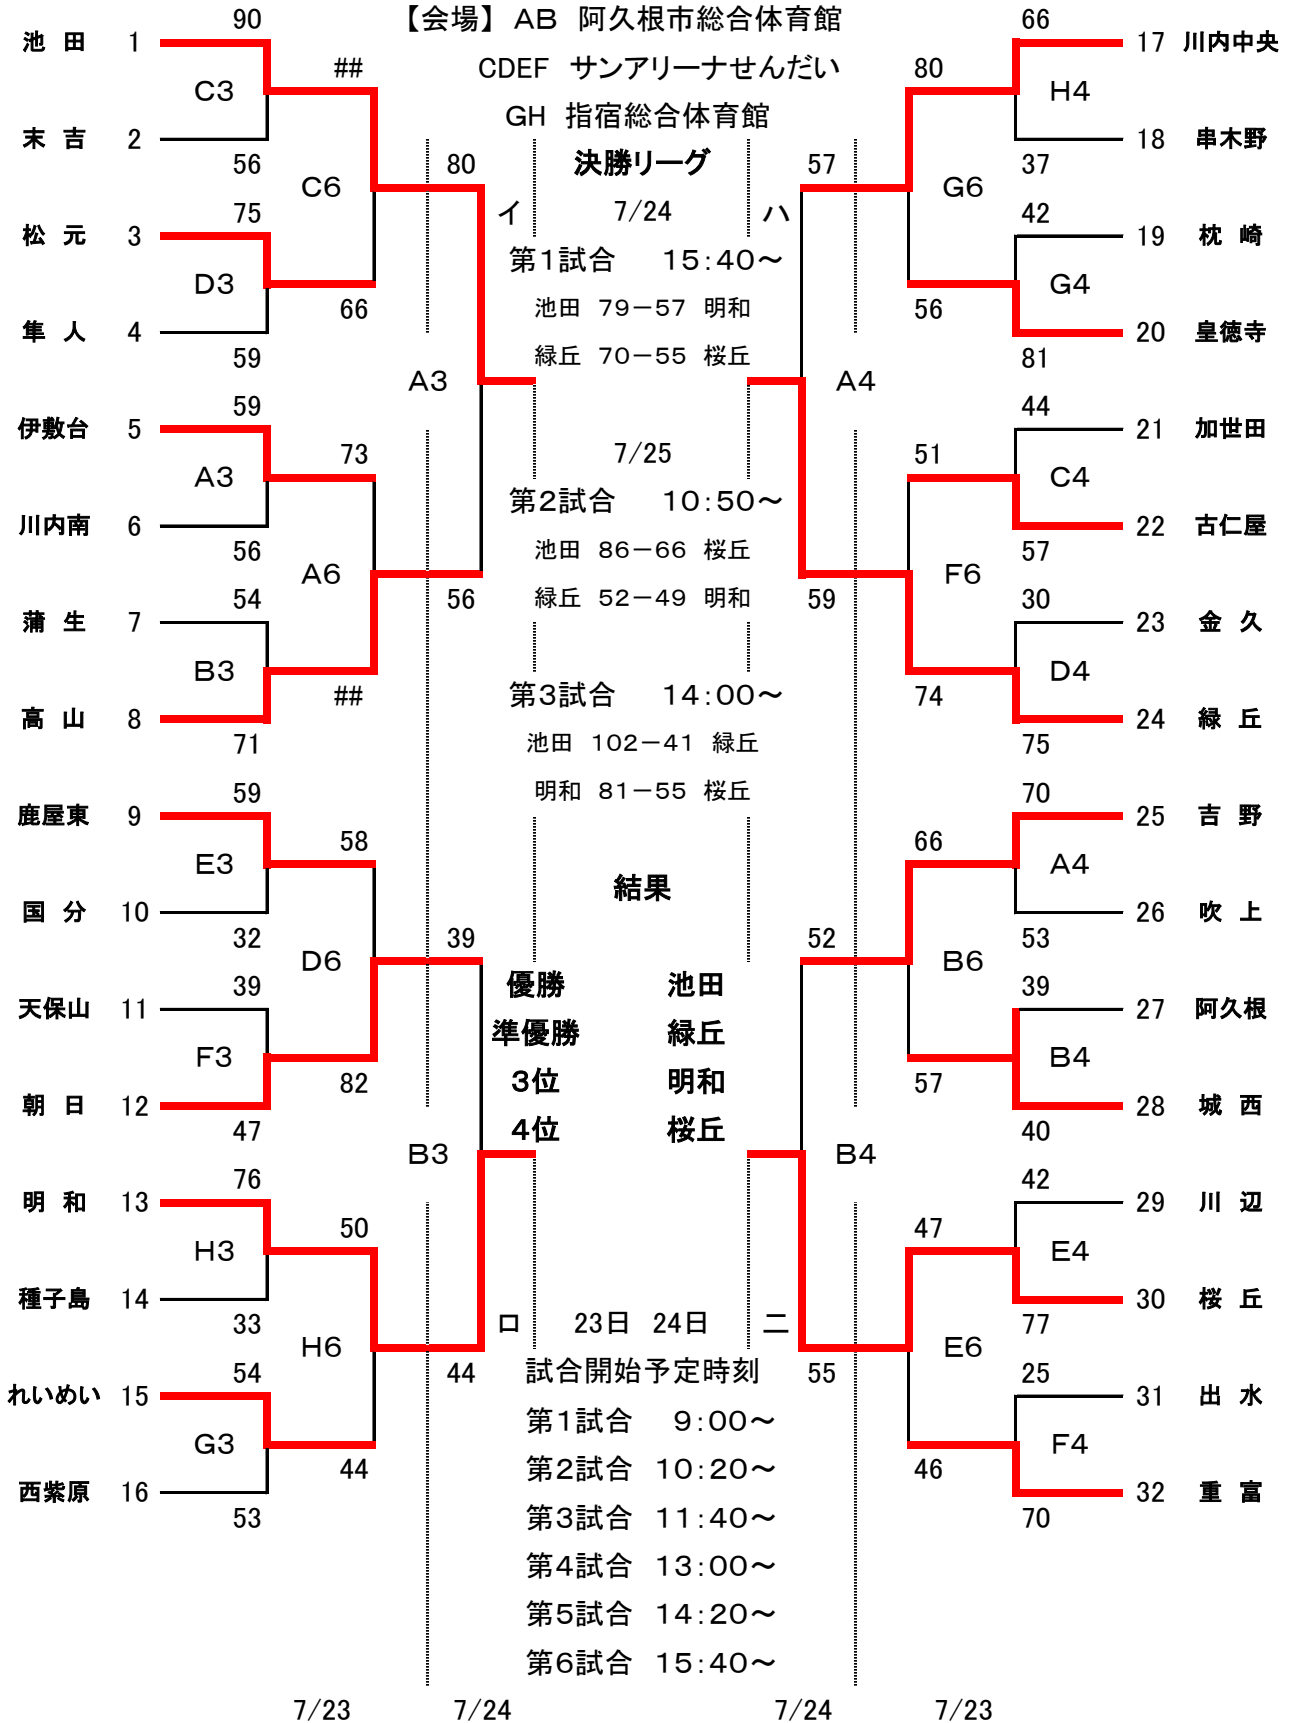 【会場】 AB 阿久根市総合体育館
CDEF サンアリーナせんだい
GH 指宿総合体育館
決勝リーグ
イ 7/24 ハ
第1試合 15:40～
池田 79－57 明和
緑丘 70－55 桜丘
7/25
第2試合 10:50～
池田 86－66 桜丘
緑丘 52－49 明和
第3試合 14:00～
池田 102－41 緑丘
明和 81－55 桜丘
結果
優勝 池田
準優勝 緑丘
3位 明和
4位 桜丘
ロ 23日 24日 ニ
試合開始予定時刻
第1試合 9:00～
第2試合 10:20～
第3試合 11:40～
第4試合 13:00～
第5試合 14:20～
第6試合 15:40～
90
池田 1
C3
##
末吉 2
56
C6
80
75
松元 3
D3
66
隼人 4
59
A3
59
伊敷台 5
A3
73
川内南 6
56
A6
56
54
蒲生 7
B3
##
高山 8
71
59
鹿屋東 9
E3
58
国分 10
32
D6
39
39
天保山 11
F3
82
朝日 12
47
B3
76
明和 13
H3
50
種子島 14
33
H6
44
54
れいめい 15
G3
44
西紫原 16
53
66
17 川内中央
80
H4
18 串木野
37
57
G6
42
19 枕崎
G4
56
20 皇徳寺
81
A4
44
21 加世田
51
C4
22 古仁屋
57
F6
59
30
23 金久
D4
74
24 緑丘
75
70
25 吉野
66
A4
26 吹上
53
52
B6
39
27 阿久根
B4
57
28 城西
40
B4
42
29 川辺
47
E4
30 桜丘
77
E6
55
25
31 出水
F4
46
32 重富
70
7/23 7/24 7/24 7/23